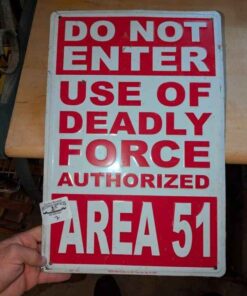 DO NOT
ENTER
USE OF
DEADLY
FORCE
AUTHORIZED
AREA 51